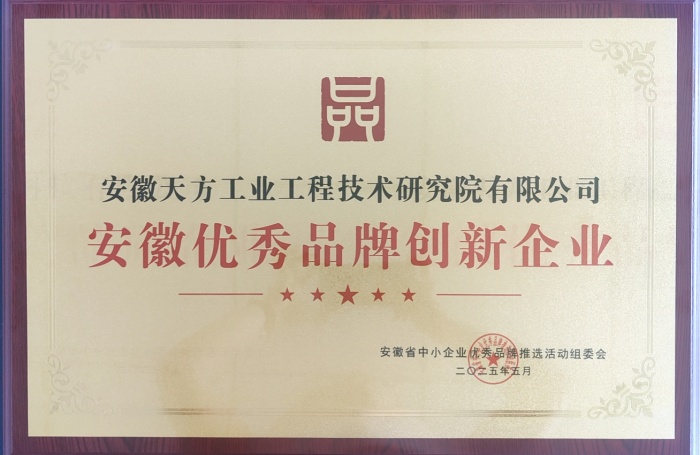 品
安徽天方工业工程技术研究院有限公司
安徽优秀品牌创新企业
安徽省中小企业优秀品牌推选活动组委会
二〇二五年五月